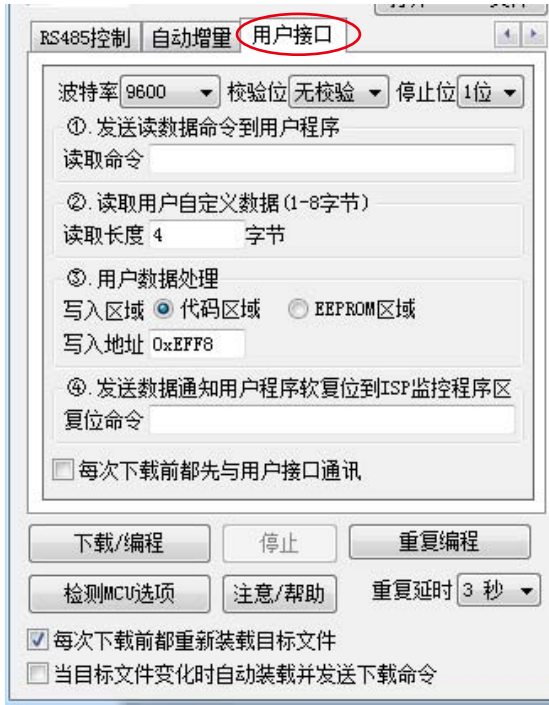 RS485控制 自动增量 用户接口
波特率 9600 校验位 无校验 停止位 1位
①.发送读数据命令到用户程序
读取命令
②.读取用户自定义数据(1-8字节)
读取长度 4 字节
③.用户数据处理
写入区域 代码区域 EEPROM区域
写入地址 0xEFF8
④.发送数据通知用户程序软复位到ISP监控程序区
复位命令
每次下载前都先与用户接口通讯
下载/编程 停止 重复编程
检测MCU选项 注意/帮助 重复延时 3 秒
每次下载前都重新装载目标文件
当目标文件变化时自动装载并发送下载命令